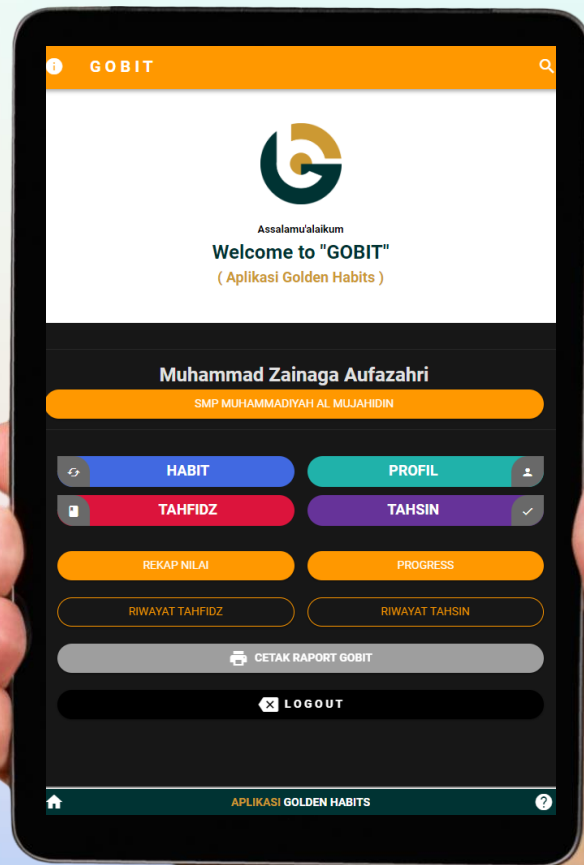 GOBIT
Assalamu'alaikum
Welcome to "GOBIT"
( Aplikasi Golden Habits )
Muhammad Zainaga Aufazahri
SMP MUHAMMADIYAH AL MUJAHIDIN
HABIT
PROFIL
TAHFIDZ
TAHSIN
REKAP NILAI
PROGRESS
RIWAYAT TAHFIDZ
RIWAYAT TAHSIN
CETAK RAPORT GOBIT
LOGOUT
APLIKASI GOLDEN HABITS